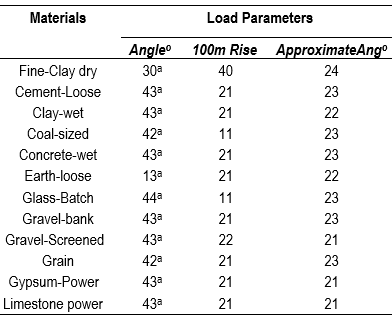 Materials Load Parameters
Angleº 100m Rise ApproximateAngº
Fine-Clay dry 30ª 40 24
Cement-Loose 43ª 21 23
Clay-wet 43ª 21 22
Coal-sized 42ª 11 23
Concrete-wet 43ª 21 23
Earth-loose 13ª 21 22
Glass-Batch 44ª 11 23
Gravel-bank 43ª 21 23
Gravel-Screened 43ª 22 21
Grain 42ª 21 23
Gypsum-Power 43ª 21 21
Limestone power 43ª 21 21